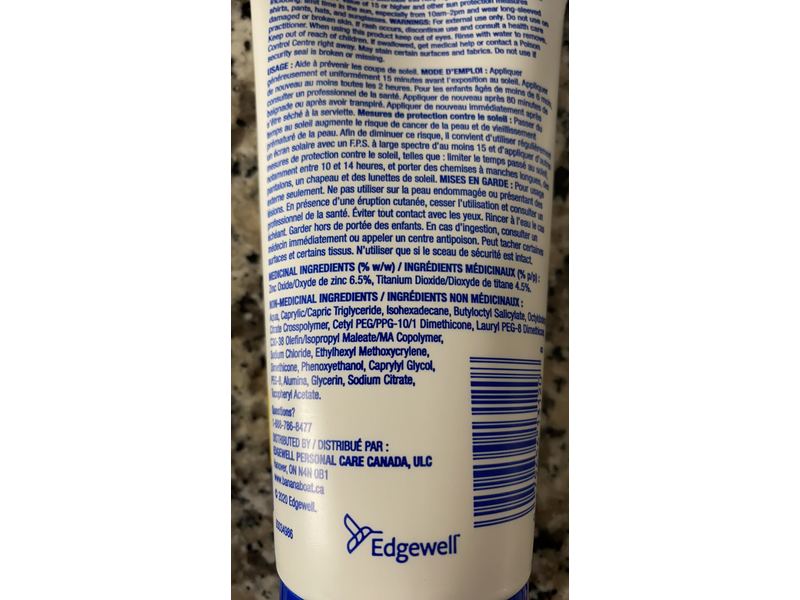 including: limit time in the sun, especially from 10am–2pm and wear long-sleeved
shirts, pants, hats, and sunglasses. WARNINGS: For external use only. Do not use on
damaged or broken skin. If rash occurs, discontinue use and consult a health care
practitioner. When using this product keep out of eyes. Rinse with water to remove.
Keep out of reach of children. If swallowed, get medical help or contact a Poison
Control Centre right away. May stain certain surfaces and fabrics. Do not use if
security seal is broken or missing.
USAGE : Aide à prévenir les coups de soleil. MODE D'EMPLOI : Appliquer
généreusement et uniformément 15 minutes avant l'exposition au soleil. Appliquer
de nouveau au moins toutes les 2 heures. Pour les enfants âgés de moins de 6 mois,
consulter un professionnel de la santé. Appliquer de nouveau après 80 minutes de
baignade ou après avoir transpiré. Appliquer de nouveau immédiatement après
s'être séché à la serviette. Mesures de protection contre le soleil : Passer du
temps au soleil augmente le risque de cancer de la peau et de vieillissement
prématuré de la peau. Afin de diminuer ce risque, il convient d'utiliser régulièrement
un écran solaire avec un F.P.S. à large spectre d'au moins 15 et d'appliquer d'autres
mesures de protection contre le soleil, telles que : limiter le temps passé au soleil,
notamment entre 10 et 14 heures, et porter des chemises à manches longues, des
pantalons, un chapeau et des lunettes de soleil. MISES EN GARDE : Pour usage
externe seulement. Ne pas utiliser sur la peau endommagée ou présentant des
lésions. En présence d'une éruption cutanée, cesser l'utilisation et consulter un
professionnel de la santé. Éviter tout contact avec les yeux. Rincer à l'eau le cas
échéant. Garder hors de portée des enfants. En cas d'ingestion, consulter un
médecin immédiatement ou appeler un centre antipoison. Peut tacher certaines
surfaces et certains tissus. N'utiliser que si le sceau de sécurité est intact.
MEDICINAL INGREDIENTS (% w/w) / INGRÉDIENTS MÉDICINAUX (% p/p) :
Zinc Oxide/Oxyde de zinc 6.5%, Titanium Dioxide/Dioxyde de titane 4.5%.
NON-MEDICINAL INGREDIENTS / INGRÉDIENTS NON MÉDICINAUX :
Aqua, Caprylic/Capric Triglyceride, Isohexadecane, Butyloctyl Salicylate, Octyldodecyl
Citrate Crosspolymer, Cetyl PEG/PPG-10/1 Dimethicone, Lauryl PEG-8 Dimethicone,
C30-38 Olefin/Isopropyl Maleate/MA Copolymer,
Sodium Chloride, Ethylhexyl Methoxycrylene,
Dimethicone, Phenoxyethanol, Caprylyl Glycol,
PEG-8, Alumina, Glycerin, Sodium Citrate,
Tocopheryl Acetate.
Questions?
1-888-786-8477
DISTRIBUTED BY / DISTRIBUÉ PAR :
EDGEWELL PERSONAL CARE CANADA, ULC
Hanover, ON N4N 0B1
www.bananaboat.ca
© 2020 Edgewell.
Edgewell